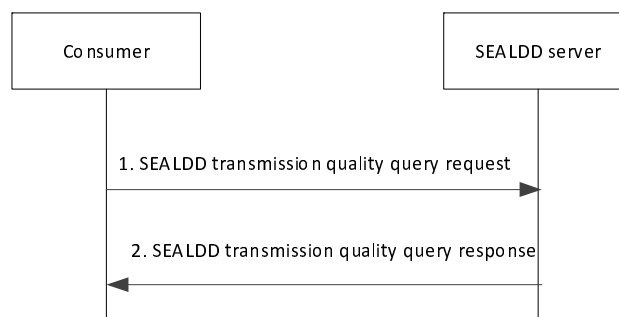 Consumer
SEALDD server
1. SEALDD transmission quality query request
2. SEALDD transmission quality query response